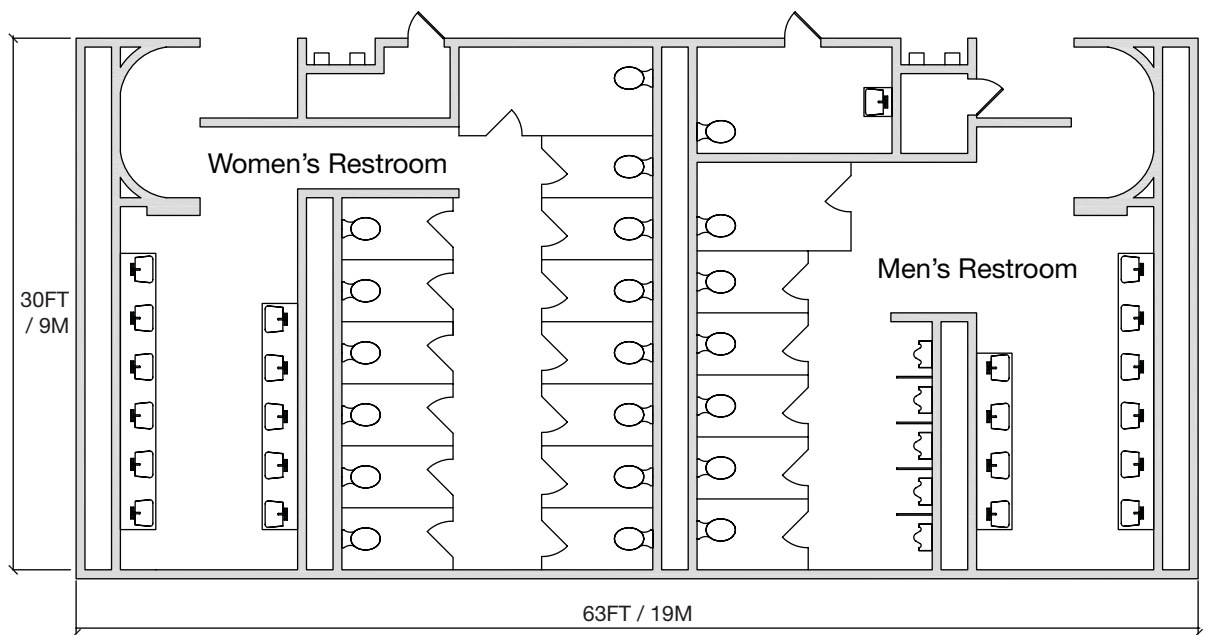 Women’s Restroom
Men’s Restroom
30FT
/ 9M
63FT / 19M